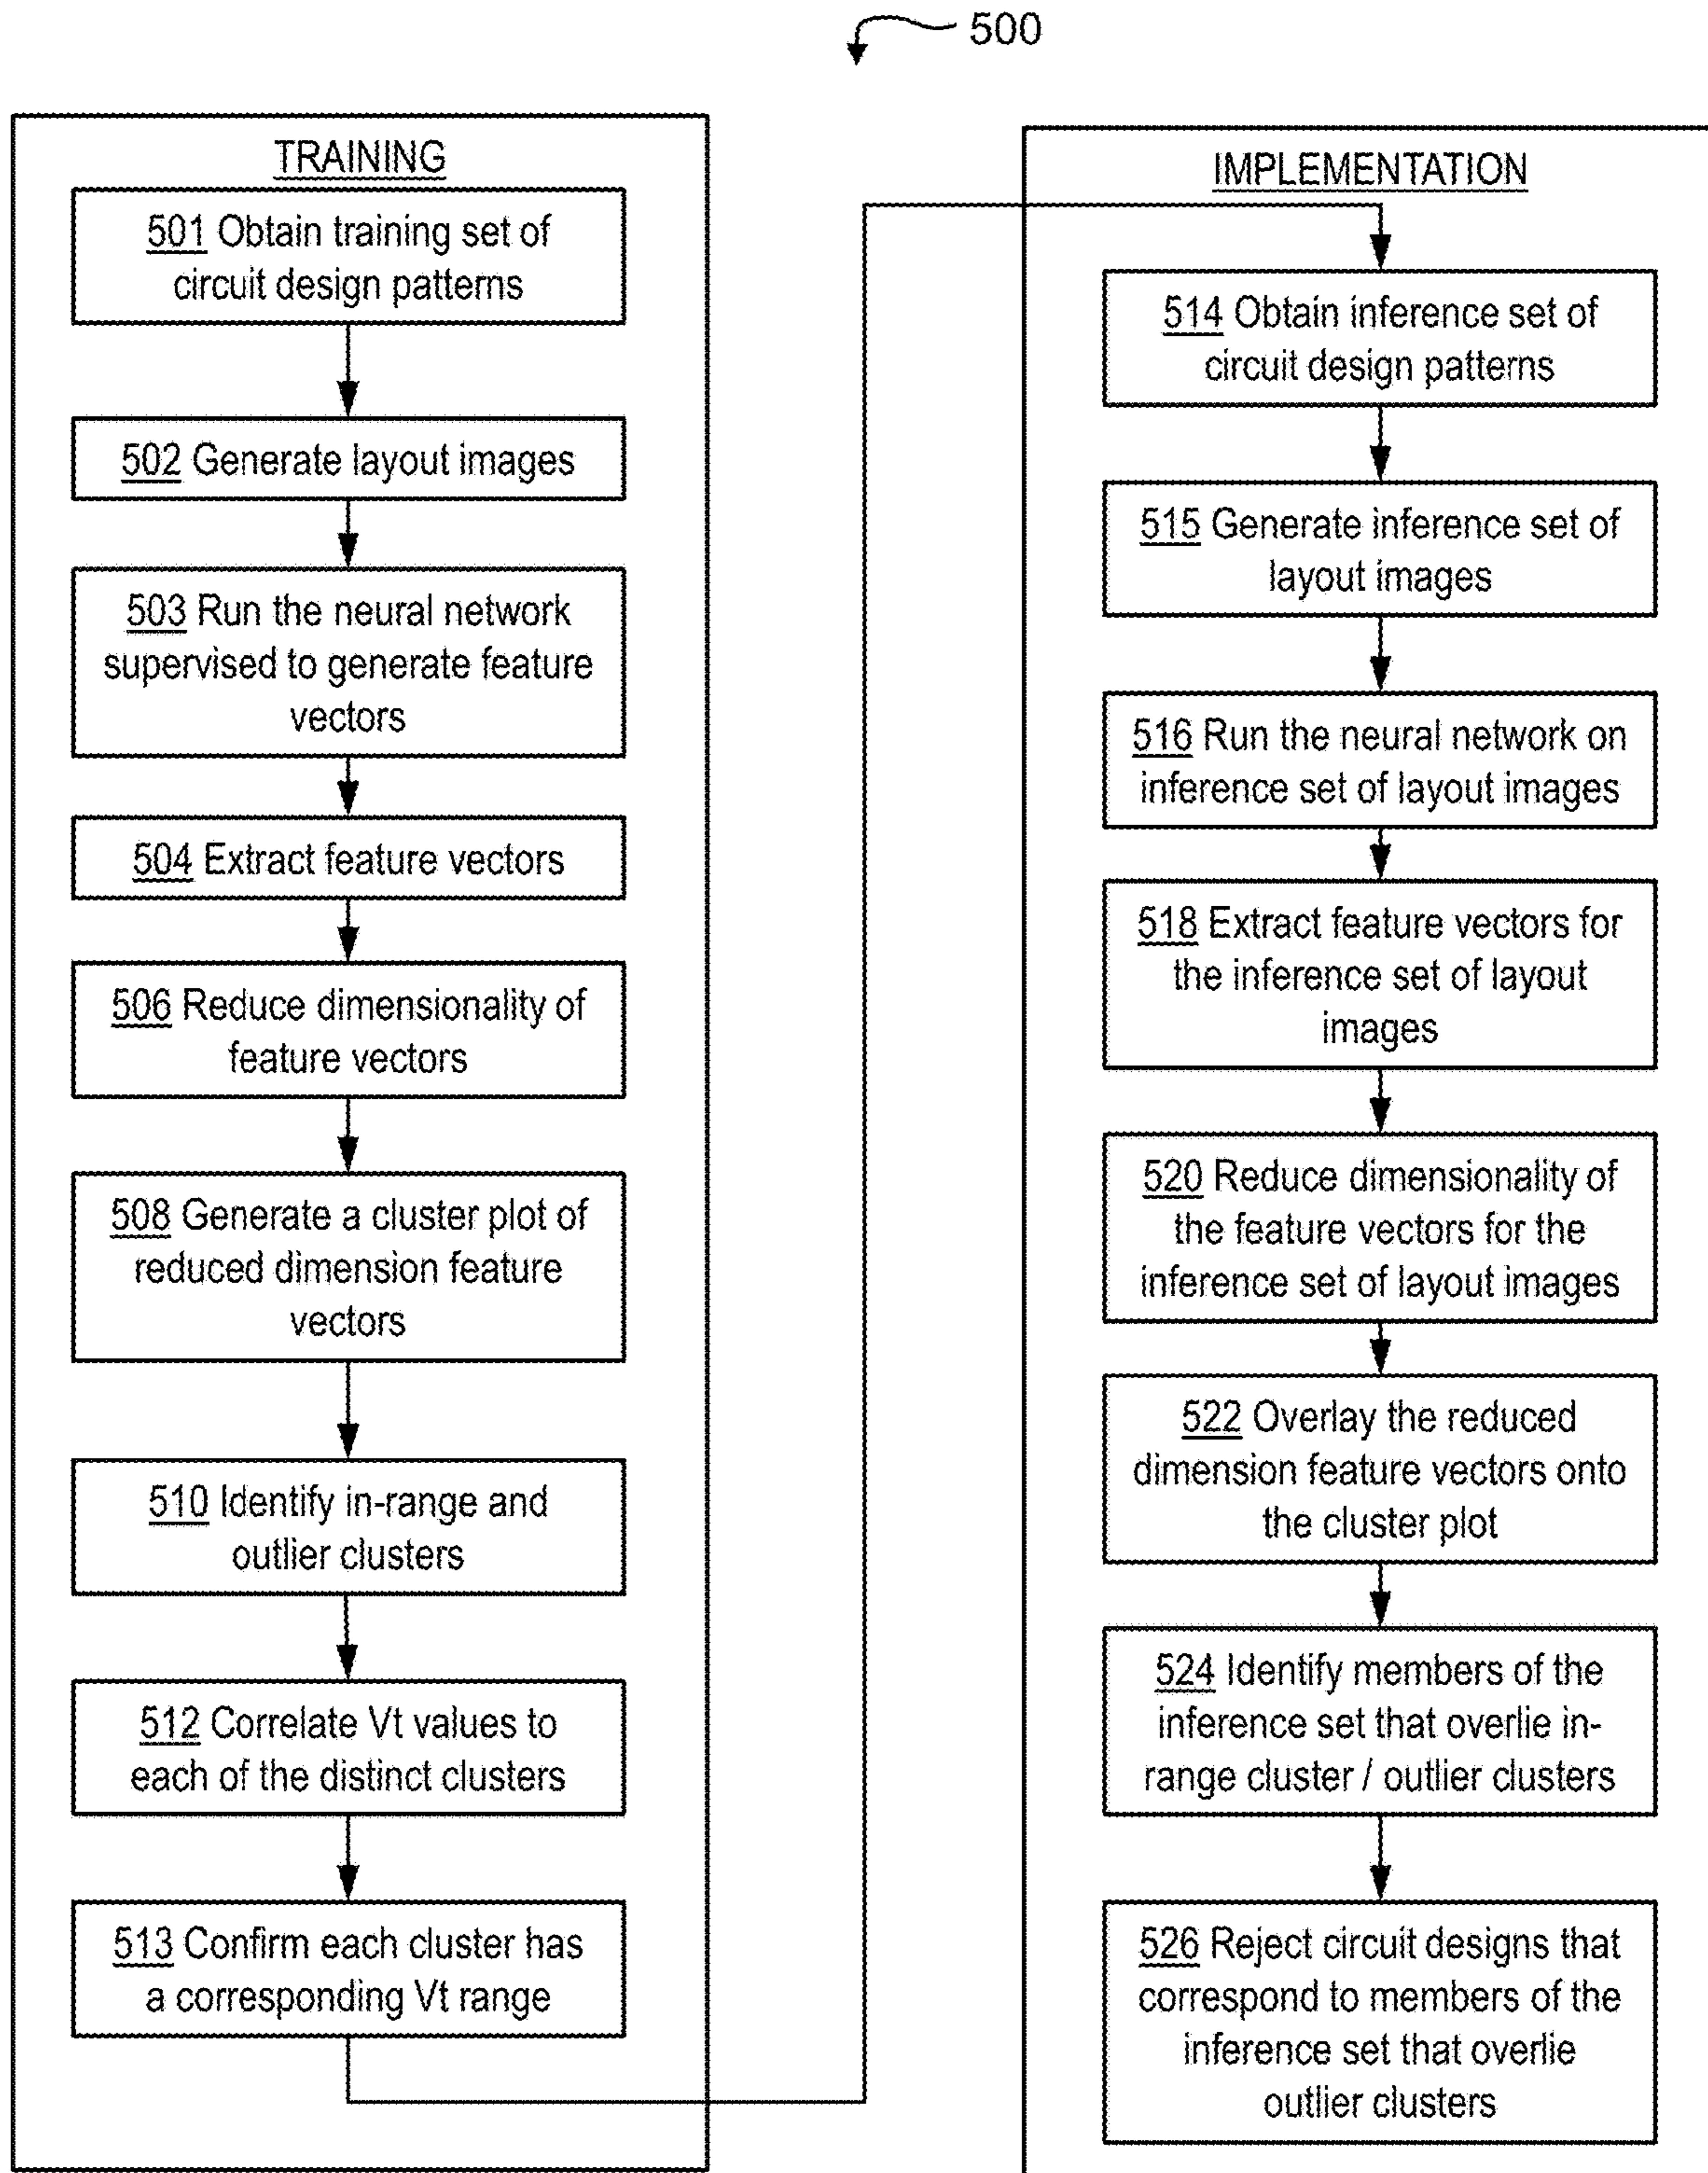 500
TRAINING
501 Obtain training set of
circuit design patterns
502 Generate layout images
503 Run the neural network
supervised to generate feature
vectors
504 Extract feature vectors
506 Reduce dimensionality of
feature vectors
508 Generate a cluster plot of
reduced dimension feature
vectors
510 Identify in-range and
outlier clusters
512 Correlate Vt values to
each of the distinct clusters
513 Confirm each cluster has
a corresponding Vt range
IMPLEMENTATION
514 Obtain inference set of
circuit design patterns
515 Generate inference set of
layout images
516 Run the neural network on
inference set of layout images
518 Extract feature vectors for
the inference set of layout
images
520 Reduce dimensionality of
the feature vectors for the
inference set of layout images
522 Overlay the reduced
dimension feature vectors onto
the cluster plot
524 Identify members of the
inference set that overlie in-
range cluster / outlier clusters
526 Reject circuit designs that
correspond to members of the
inference set that overlie
outlier clusters